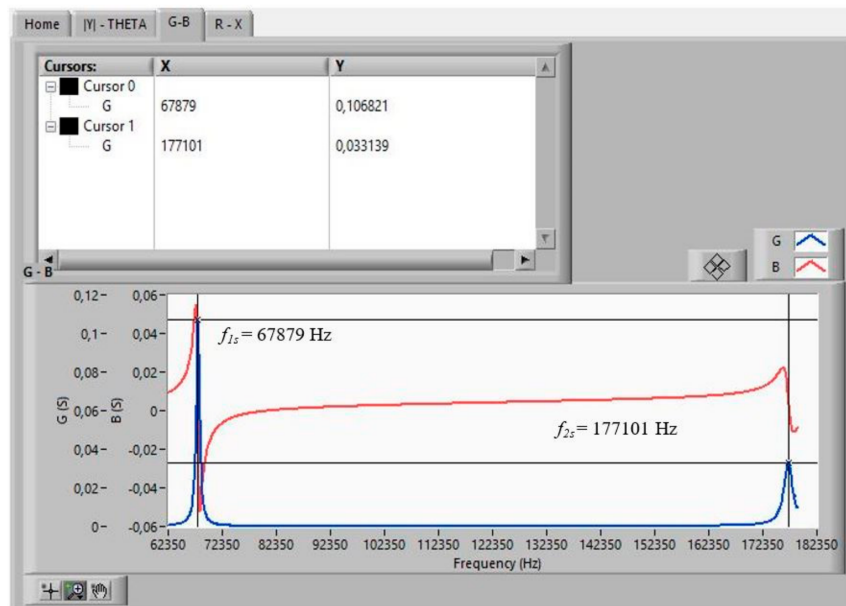 Home |Y| - THETA G-B R - X
Cursors: X Y
Cursor 0
G 67879 0,106821
Cursor 1
G 177101 0,033139
G
B
G - B
0,12- 0,06-
0,1- 0,04-
0,08- 0,02-
0,06- 0-
0,04- -0,02-
0,02- -0,04-
0- -0,06-
G (S)
B (S)
f1s = 67879 Hz
f2s = 177101 Hz
62350 72350 82350 92350 102350 112350 122350 132350 142350 152350 162350 172350 182350
Frequency (Hz)